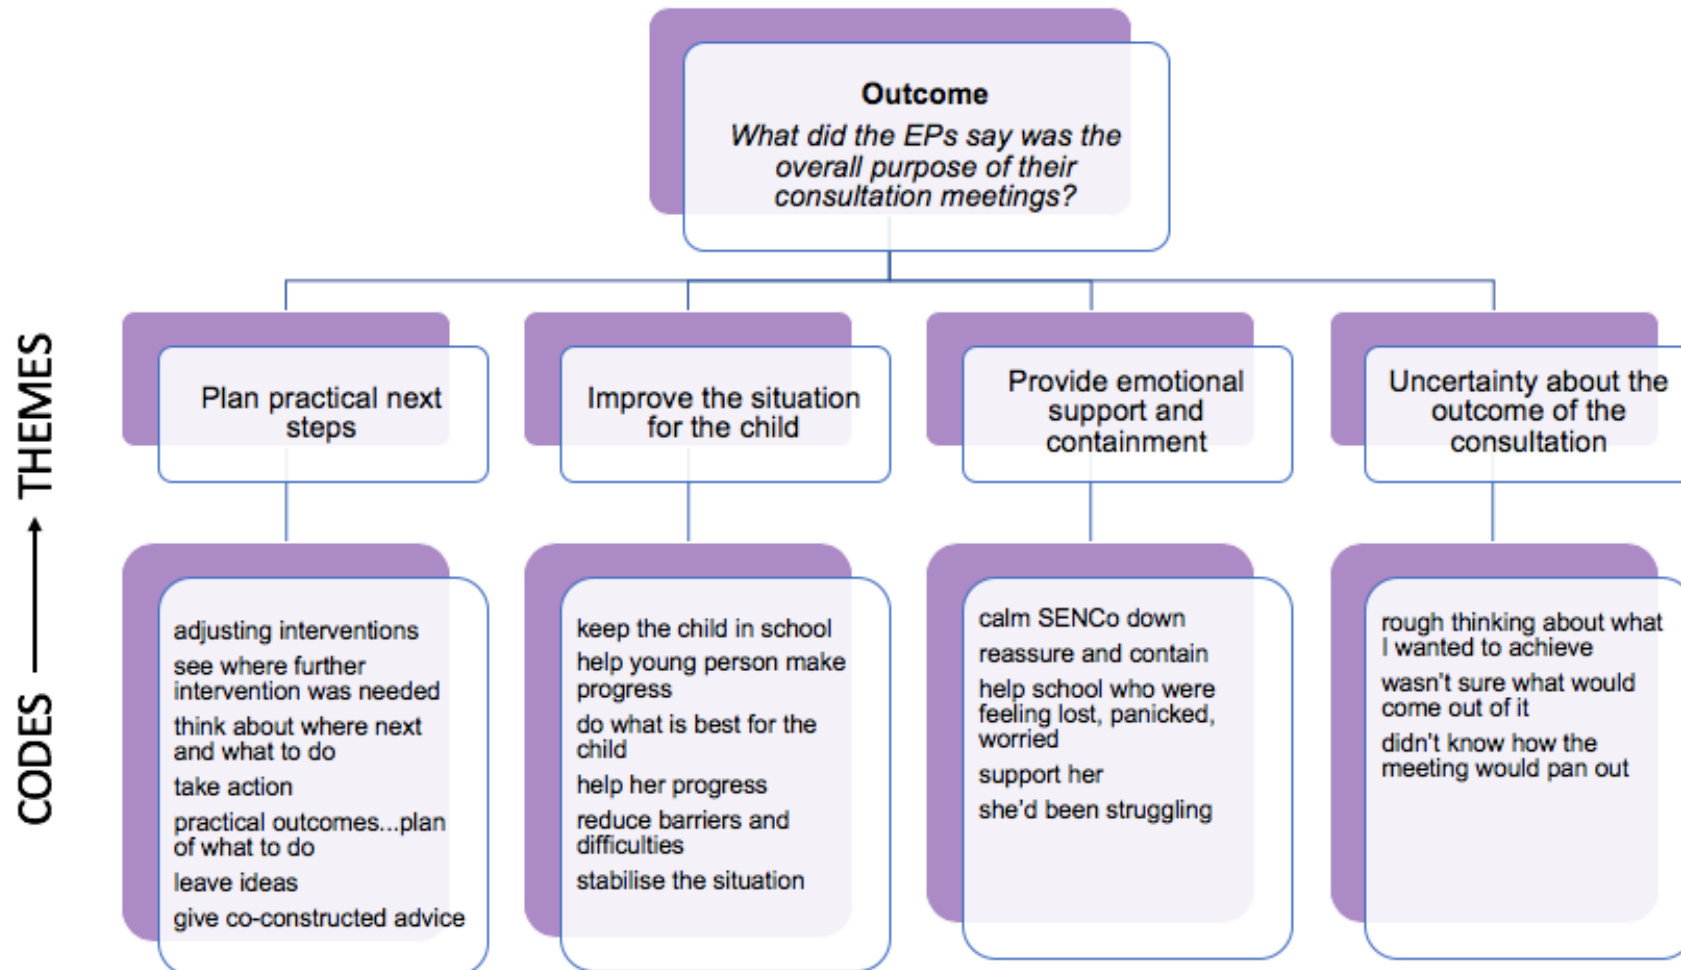 Outcome
What did the EPs say was the
overall purpose of their
consultation meetings?
THEMES
CODES
Plan practical next
steps
Improve the situation
for the child
Provide emotional
support and
containment
Uncertainty about the
outcome of the
consultation
adjusting interventions
see where further
intervention was needed
think about where next
and what to do
take action
practical outcomes...plan
of what to do
leave ideas
give co-constructed advice
keep the child in school
help young person make
progress
do what is best for the
child
help her progress
reduce barriers and
difficulties
stabilise the situation
calm SENCo down
reassure and contain
help school who were
feeling lost, panicked,
worried
support her
she'd been struggling
rough thinking about what
I wanted to achieve
wasn't sure what would
come out of it
didn't know how the
meeting would pan out